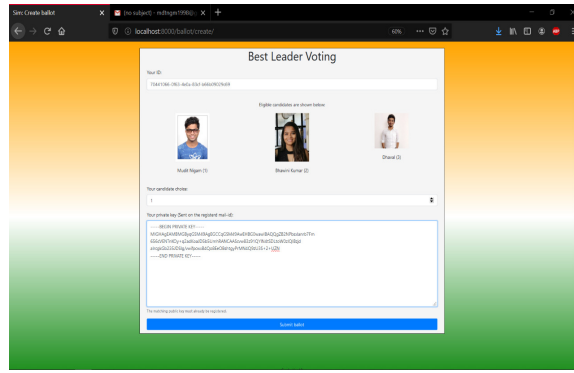 Sim: Create ballot
(no subject) - mdtngm1998@
localhost:8000/ballot/create/
60%
Best Leader Voting
Your ID:
Eligible candidates are shown below:
Mudit Nigam (1)
Bhavini Kumar (2)
Dhaval (3)
Your candidate choice:
1
Your private key (Sent on the registerd mail-id):
-----BEGIN PRIVATE KEY-----
-----END PRIVATE KEY-----
The matching public key must already be registered.
Submit ballot